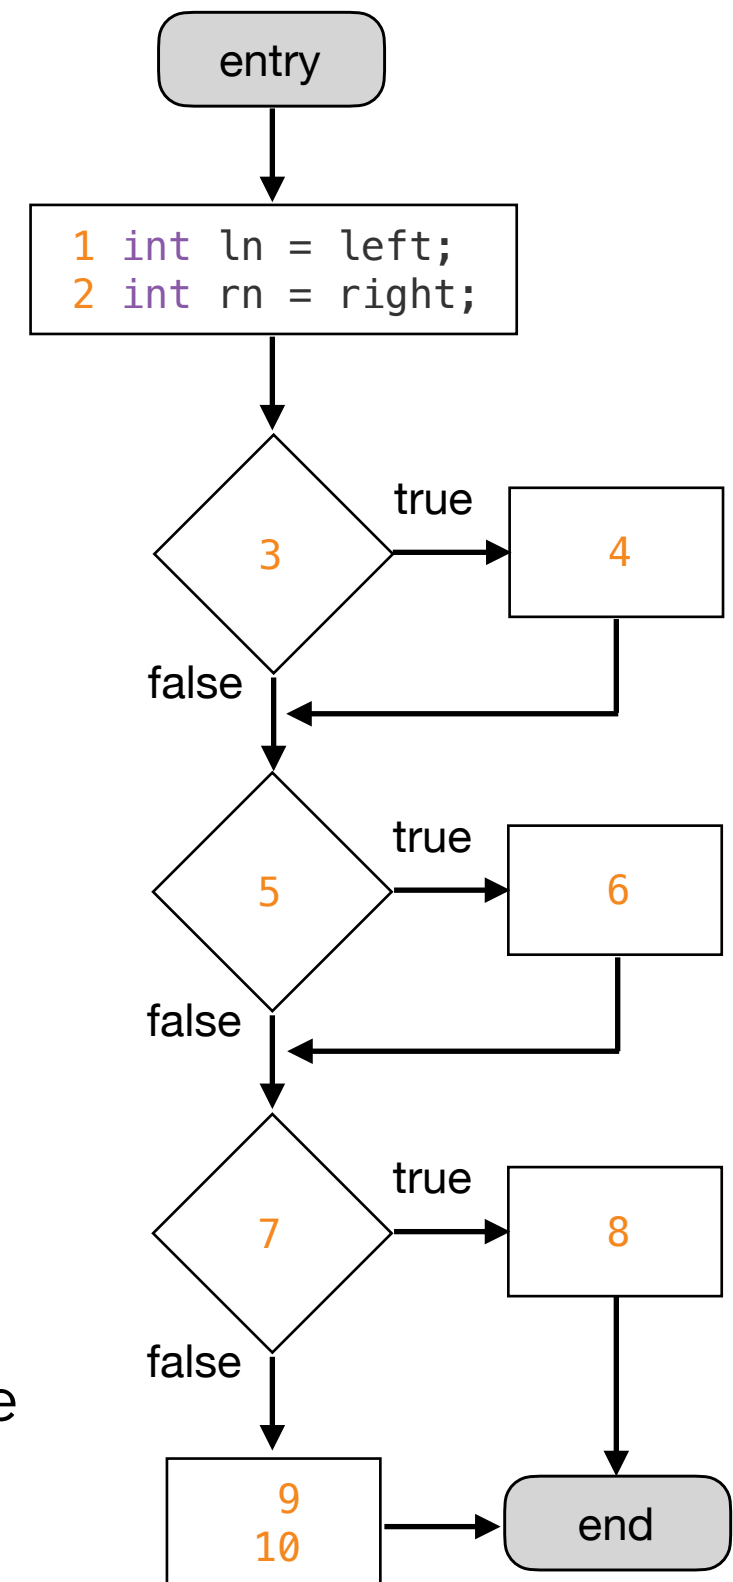 entry
1 int ln = left;
2 int rn = right;
3
true
4
false
5
true
6
false
7
true
8
false
e
9
10
end